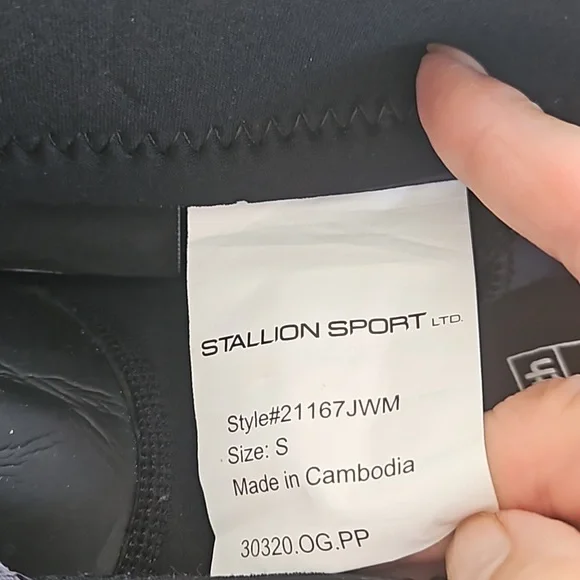 STALLION SPORT LTD.
Style#21167JWM
Size: S
Made in Cambodia
30320.OG.PP